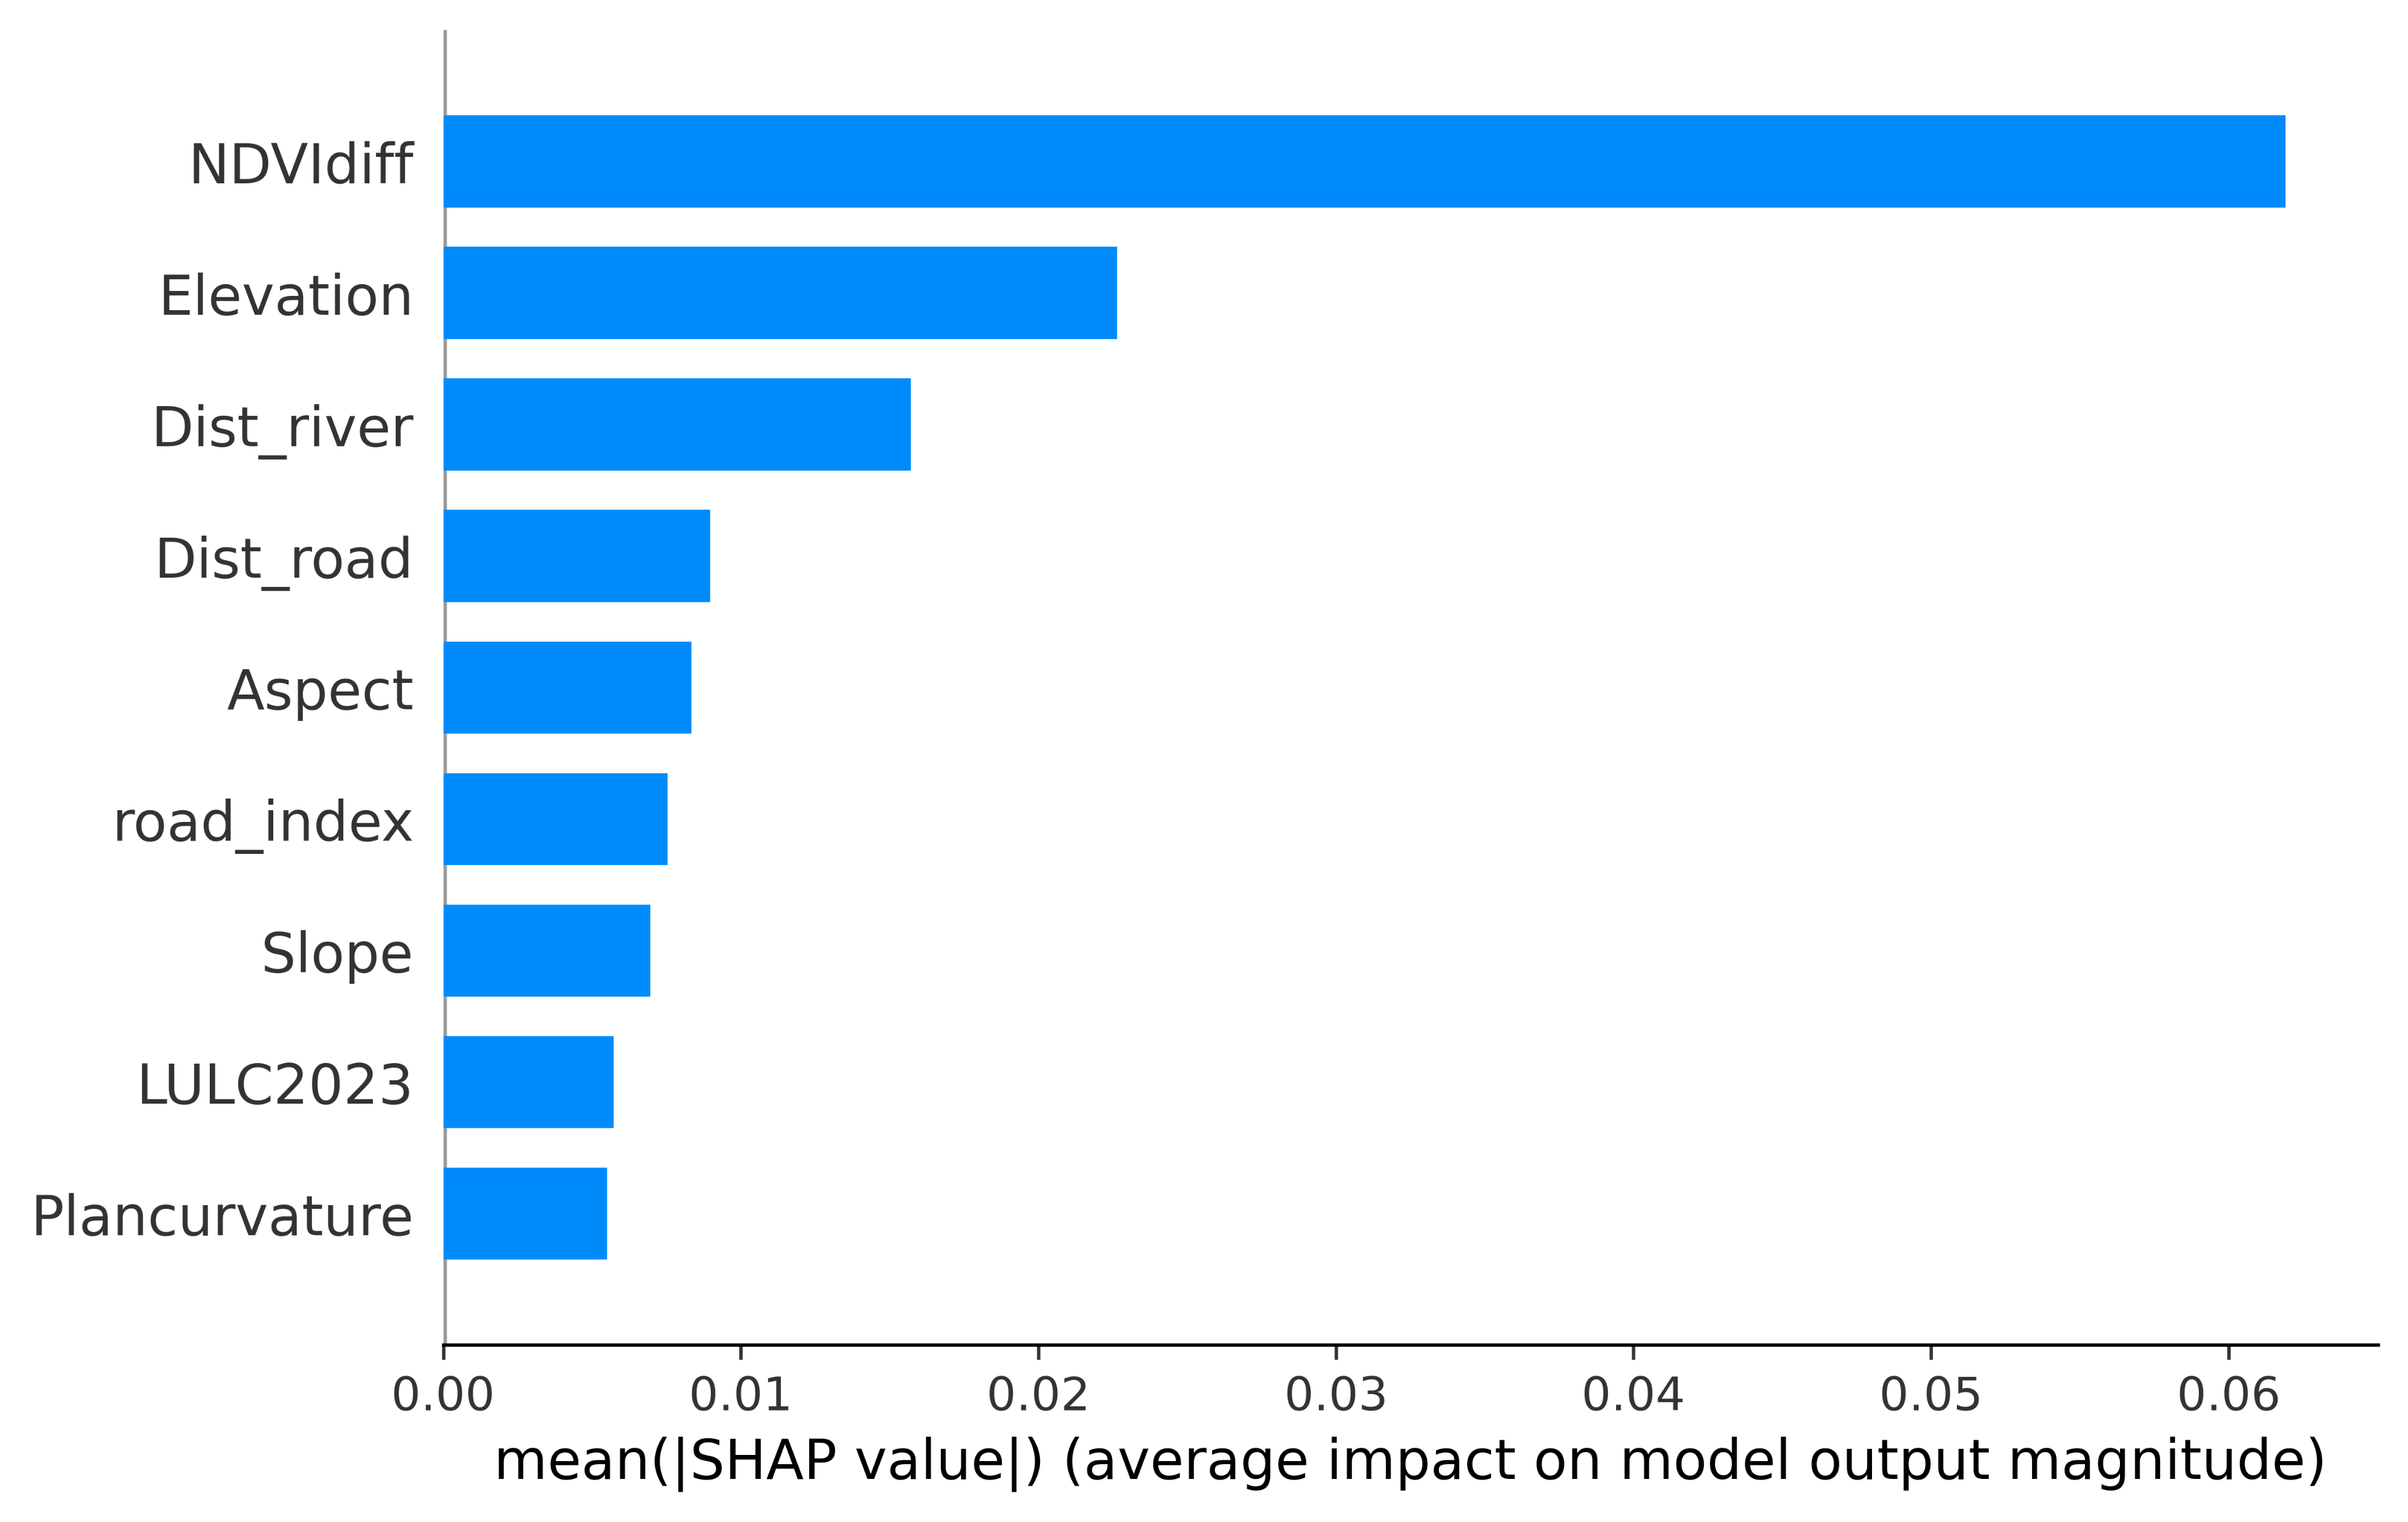 NDVIdiff
Elevation
Dist_river
Dist_road
Aspect
road_index
Slope
LULC2023
Plancurvature
0.00 0.01 0.02 0.03 0.04 0.05 0.06
mean(|SHAP value|) (average impact on model output magnitude)